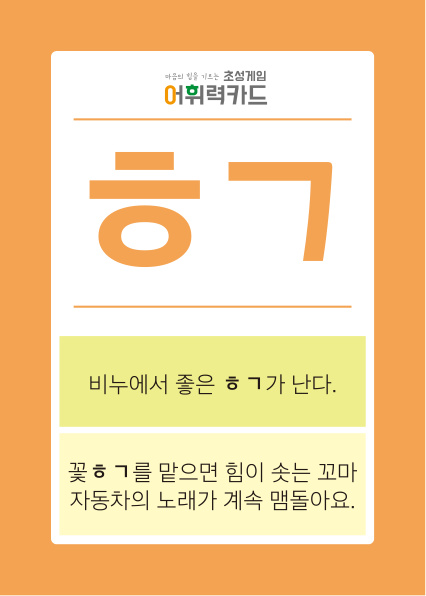 마음의 힘을 기르는 초성게임
어휘력카드
ㅎㄱ
비누에서 좋은 ㅎㄱ가 난다.
꽃ㅎㄱ를 맡으면 힘이 솟는 꼬마
자동차의 노래가 계속 맴돌아요.